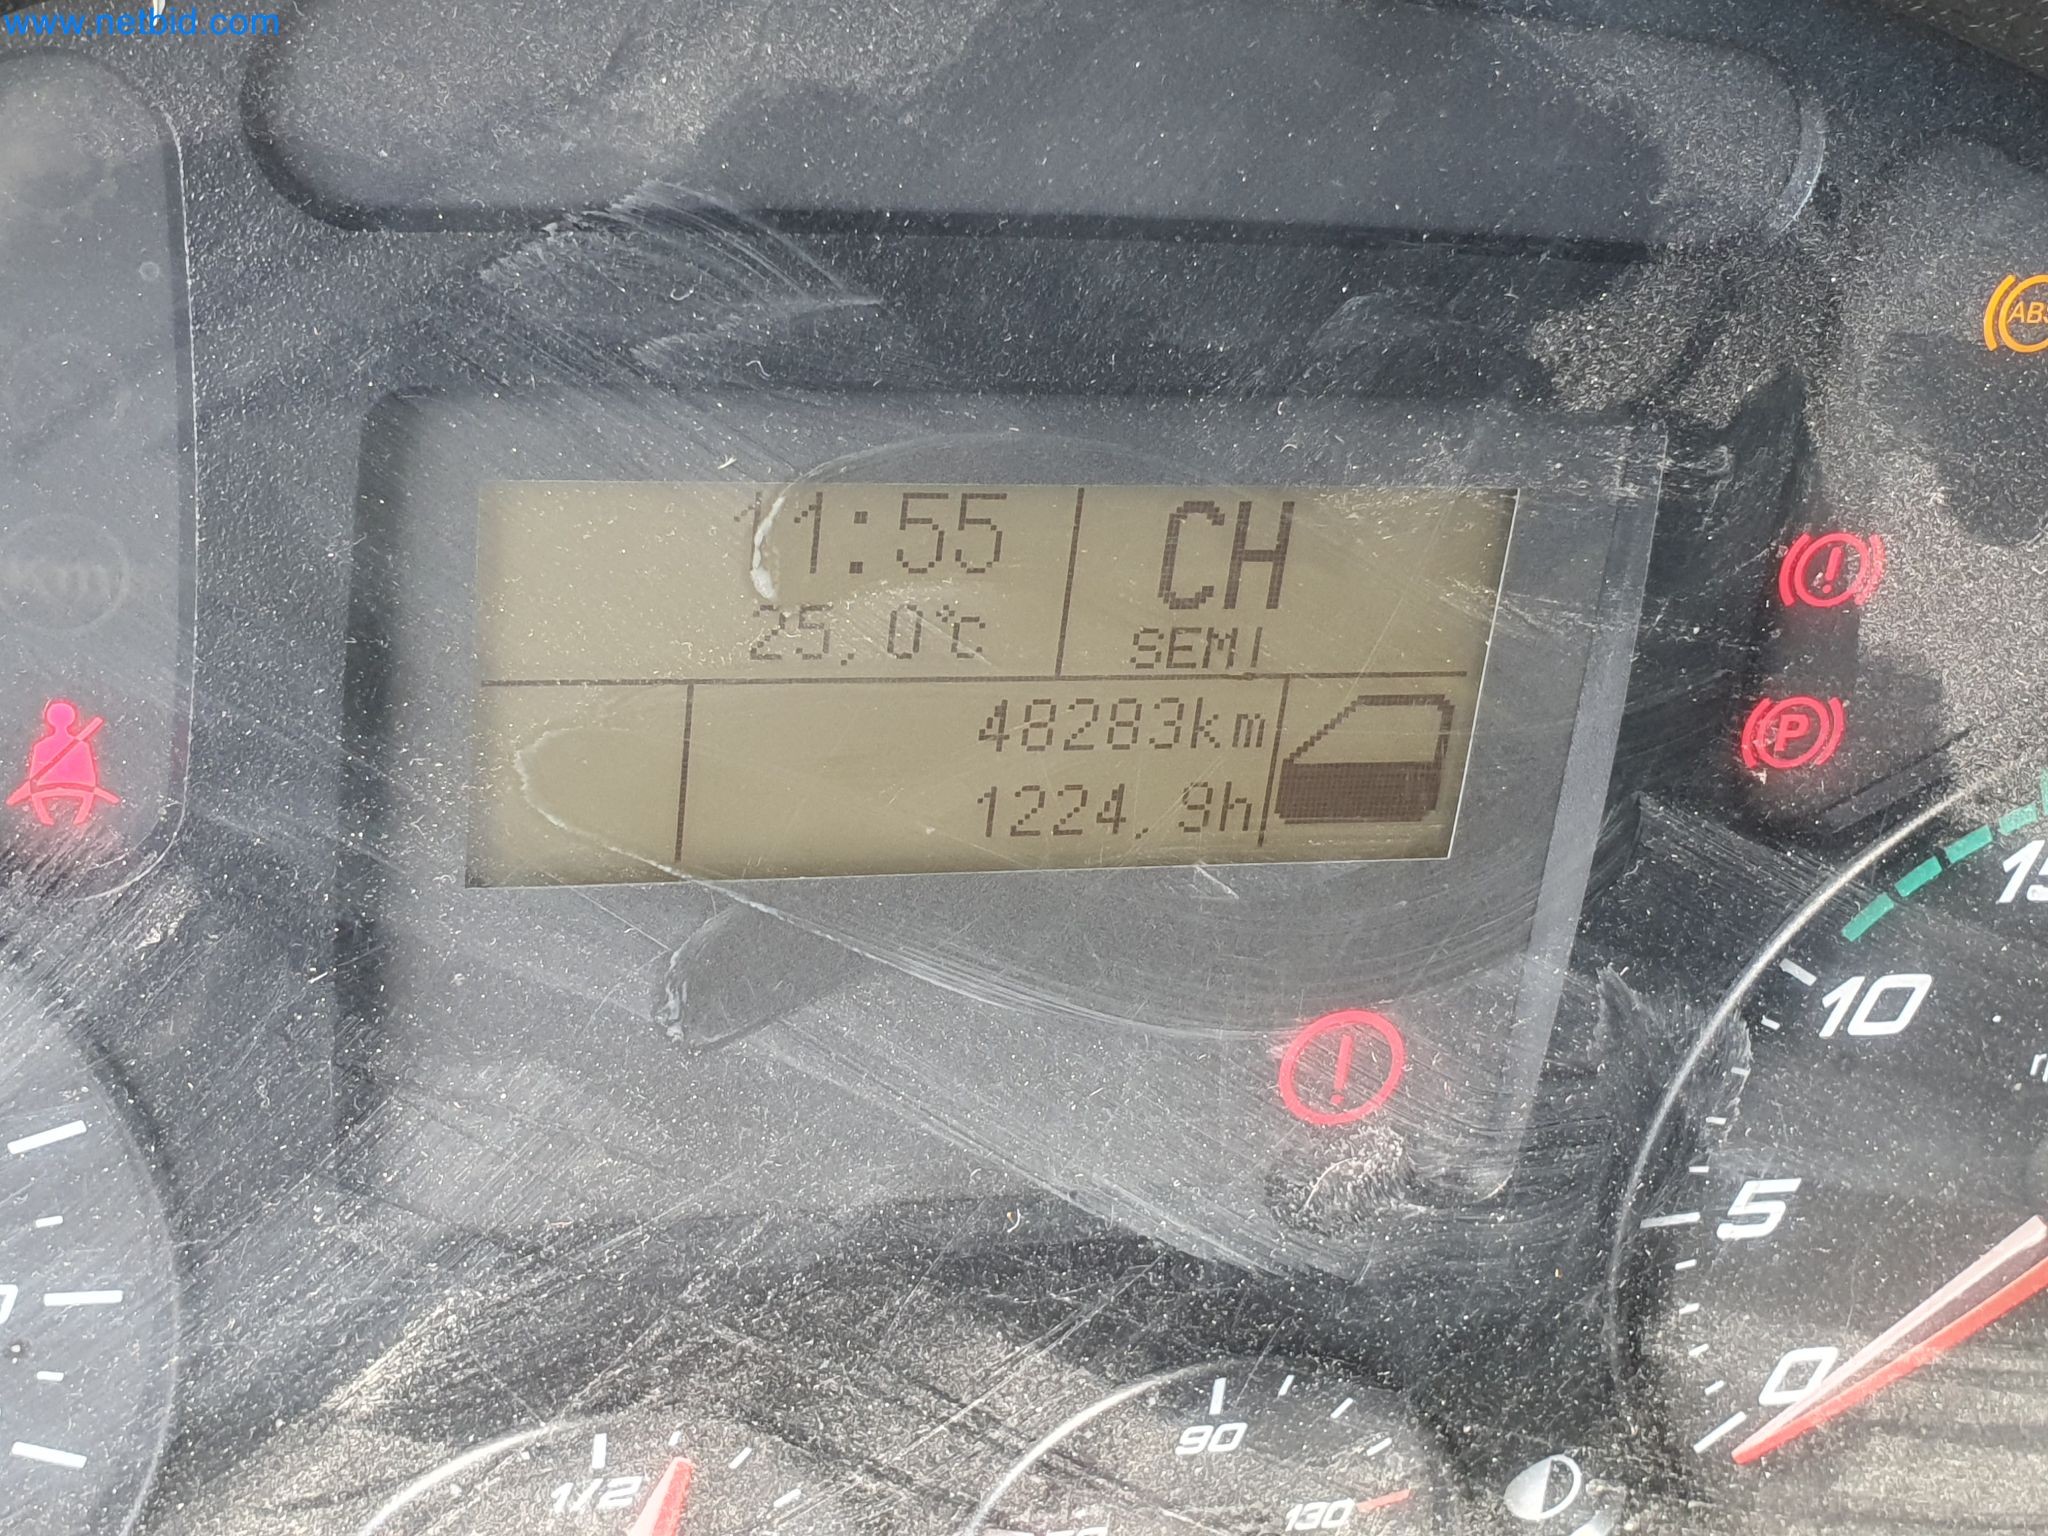 www.netbid.com
ABS
11:55
CH
25,0°C
SEMI
48283km
1224,9h
P
km
15
10
5
0
1/2
90
130